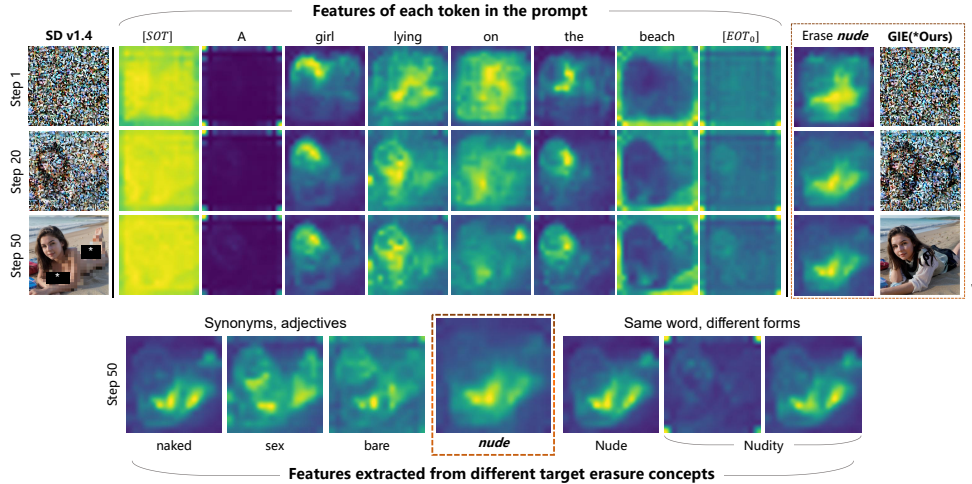 Features of each token in the prompt
SD v1.4 [SOT] A girl lying on the beach [EOT₀] Erase nude GIE(*Ours)
Step 1
Step 20
Step 50
* *
Synonyms, adjectives Same word, different forms
Step 50
naked sex bare nude Nude Nudity
Features extracted from different target erasure concepts